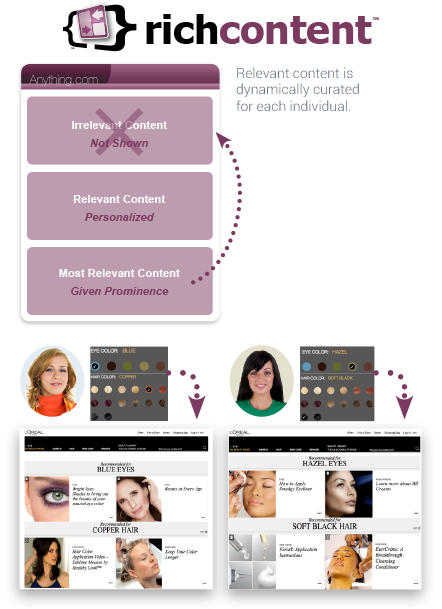 richcontent™
Anything.com
Relevant content is
dynamically curated
for each individual.
Irrelevant Content
Not Shown
Relevant Content
Personalized
Most Relevant Content
Given Prominence
EYE COLOR: BLUE
HAIR COLOR: COPPER
EYE COLOR: HAZEL
HAIR COLOR: SOFT BLACK
L'OREAL
Recommended for
BLUE EYES
Bright Eyes
Shades to bring out
the beauty of your
natural eye color
Beauty at Every Age
Recommended for
COPPER HAIR
Hair Color
Application Video -
Sublime Mousse by
Healthy Look™
Keep Your Color
Longer
L'OREAL
Recommended for
HAZEL EYES
How to Apply
Smudgy Eyeliner
Learn more about BB
Creams
Recommended for
SOFT BLACK HAIR
Application
Instructions
EverCrème: A
Breakthrough
Cleansing
Conditioner